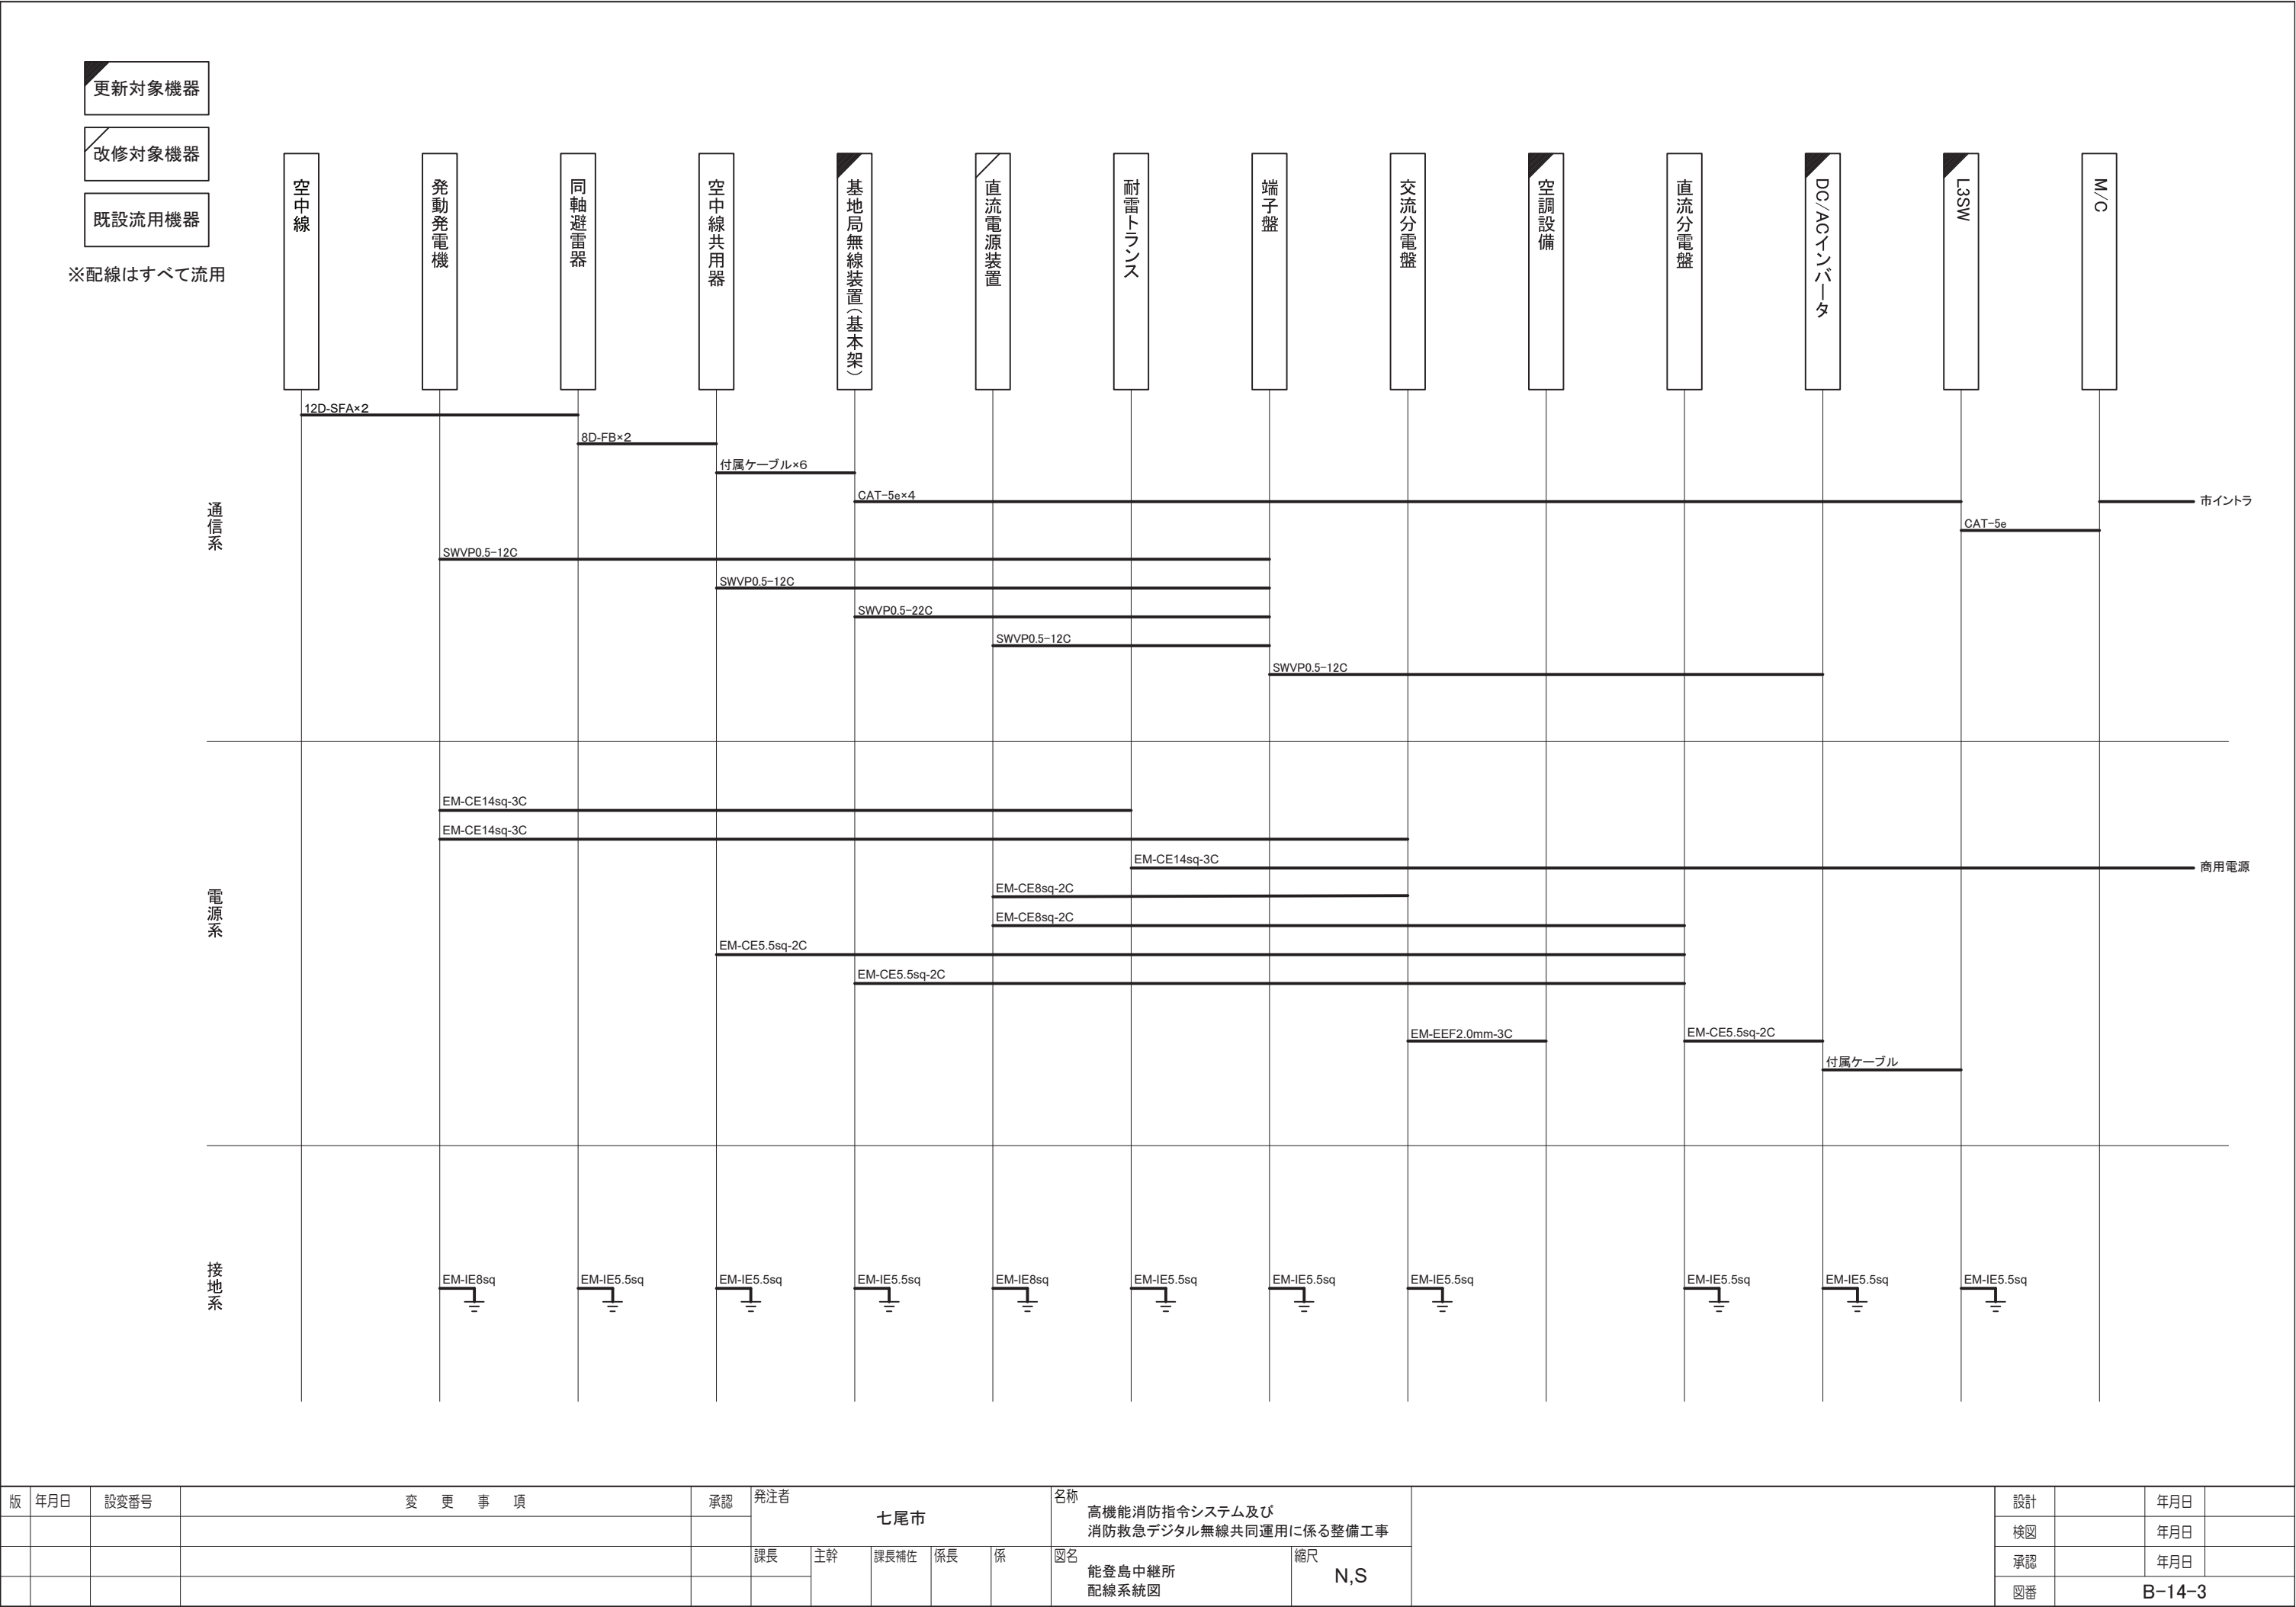 更新対象機器
改修対象機器
既設流用機器
※配線はすべて流用
空中線
発動発電機
同軸避雷器
空中線共用器
基地局無線装置(基本架)
直流電源装置
耐雷トランス
端子盤
交流分電盤
空調設備
直流分電盤
DC/ACインバータ
L3SW
M/C
通信系
12D-SFA×2
8D-FB×2
付属ケーブル×6
CAT-5e×4
市イントラ
CAT-5e
SWVP0.5-12C
SWVP0.5-12C
SWVP0.5-22C
SWVP0.5-12C
SWVP0.5-12C
電源系
EM-CE14sq-3C
EM-CE14sq-3C
EM-CE14sq-3C
商用電源
EM-CE8sq-2C
EM-CE8sq-2C
EM-CE5.5sq-2C
EM-CE5.5sq-2C
EM-EEF2.0mm-3C
EM-CE5.5sq-2C
付属ケーブル
接地系
EM-IE8sq
EM-IE5.5sq
EM-IE5.5sq
EM-IE5.5sq
EM-IE8sq
EM-IE5.5sq
EM-IE5.5sq
EM-IE5.5sq
EM-IE5.5sq
EM-IE5.5sq
EM-IE5.5sq
版 年月日 設変番号 変更事項 承認
発注者
七尾市
課長 主幹 課長補佐 係長 係
名称
高機能消防指令システム及び
消防救急デジタル無線共同運用に係る整備工事
図名
能登島中継所
配線系統図
縮尺
N,S
設計 年月日
検図 年月日
承認 年月日
図番 B-14-3